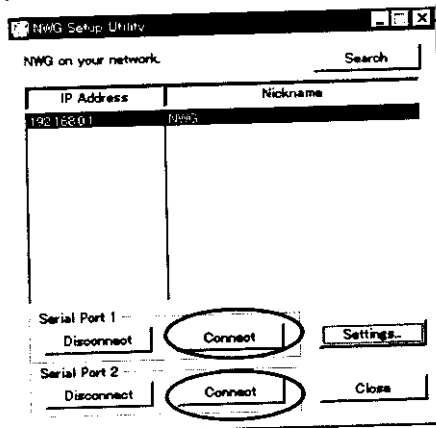 NWG Setup Utility
NWG on your network.
Search
IP Address
Nickname
192.168.0.1
NWG
Serial Port 1
Disconnect
Connect
Settings...
Serial Port 2
Disconnect
Connect
Close